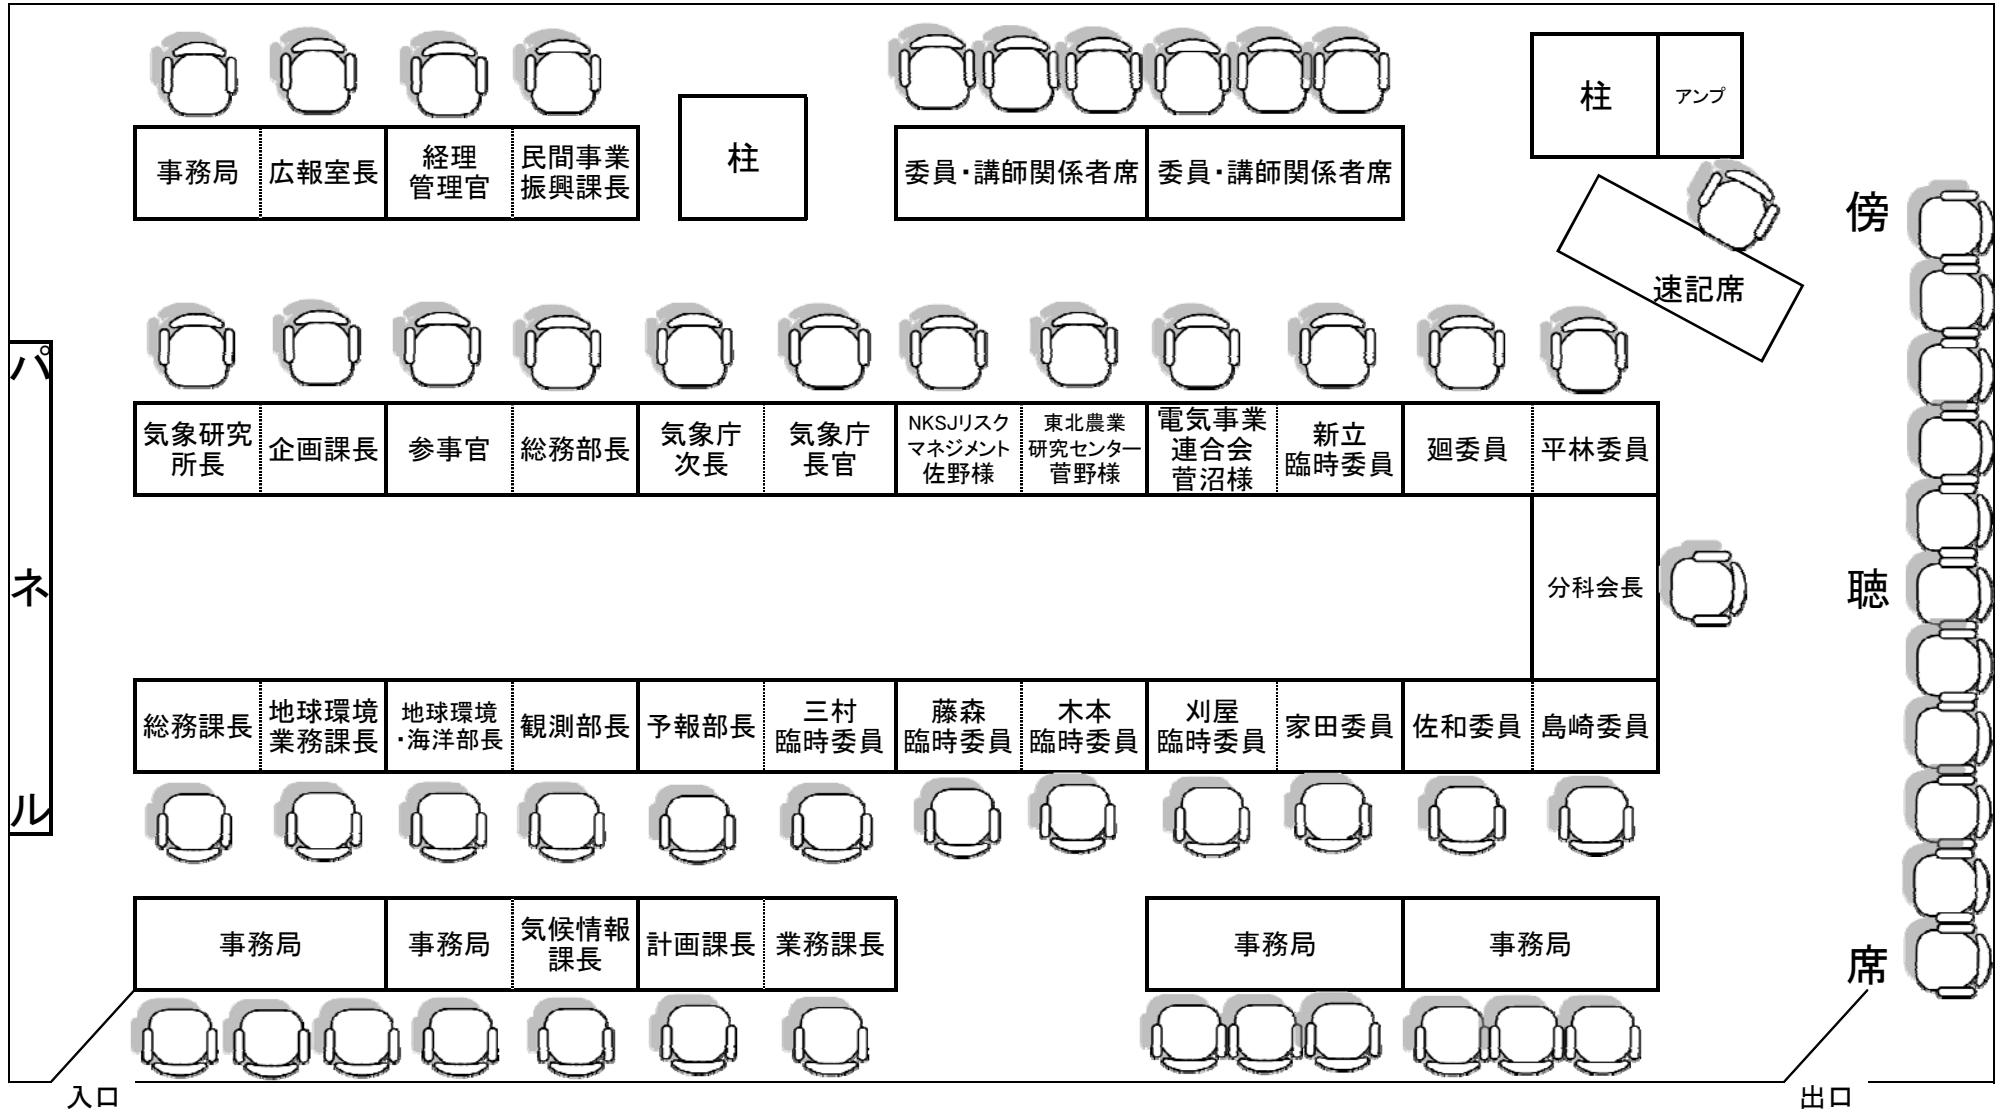 柱
アンプ
事務局
広報室長
経理
管理官
民間事業
振興課長
柱
委員・講師関係者席
委員・講師関係者席
速記席
傍
聴
席
パ
ネ
ル
気象研究
所長
企画課長
参事官
総務部長
気象庁
次長
気象庁
長官
NKSJリスク
マネジメント
佐野様
東北農業
研究センター
菅野様
電気事業
連合会
菅沼様
新立
臨時委員
廻委員
平林委員
分科会長
総務課長
地球環境
業務課長
地球環境
・海洋部長
観測部長
予報部長
三村
臨時委員
藤森
臨時委員
木本
臨時委員
刈屋
臨時委員
家田委員
佐和委員
島崎委員
事務局
事務局
気候情報
課長
計画課長
業務課長
事務局
事務局
入口
出口